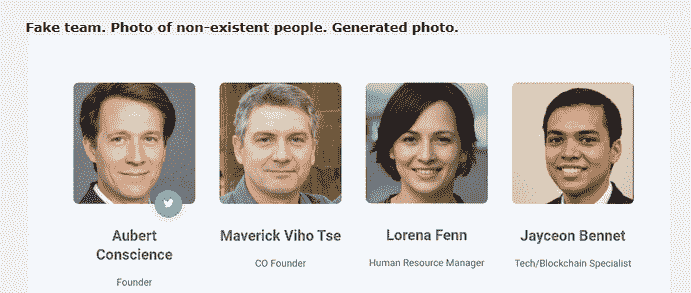 Fake team. Photo of non-existent people. Generated photo.
Aubert
Conscience
Founder
Maverick Viho Tse
CO Founder
Lorena Fenn
Human Resource Manager
Jayceon Bennet
Tech/Blockchain Specialist